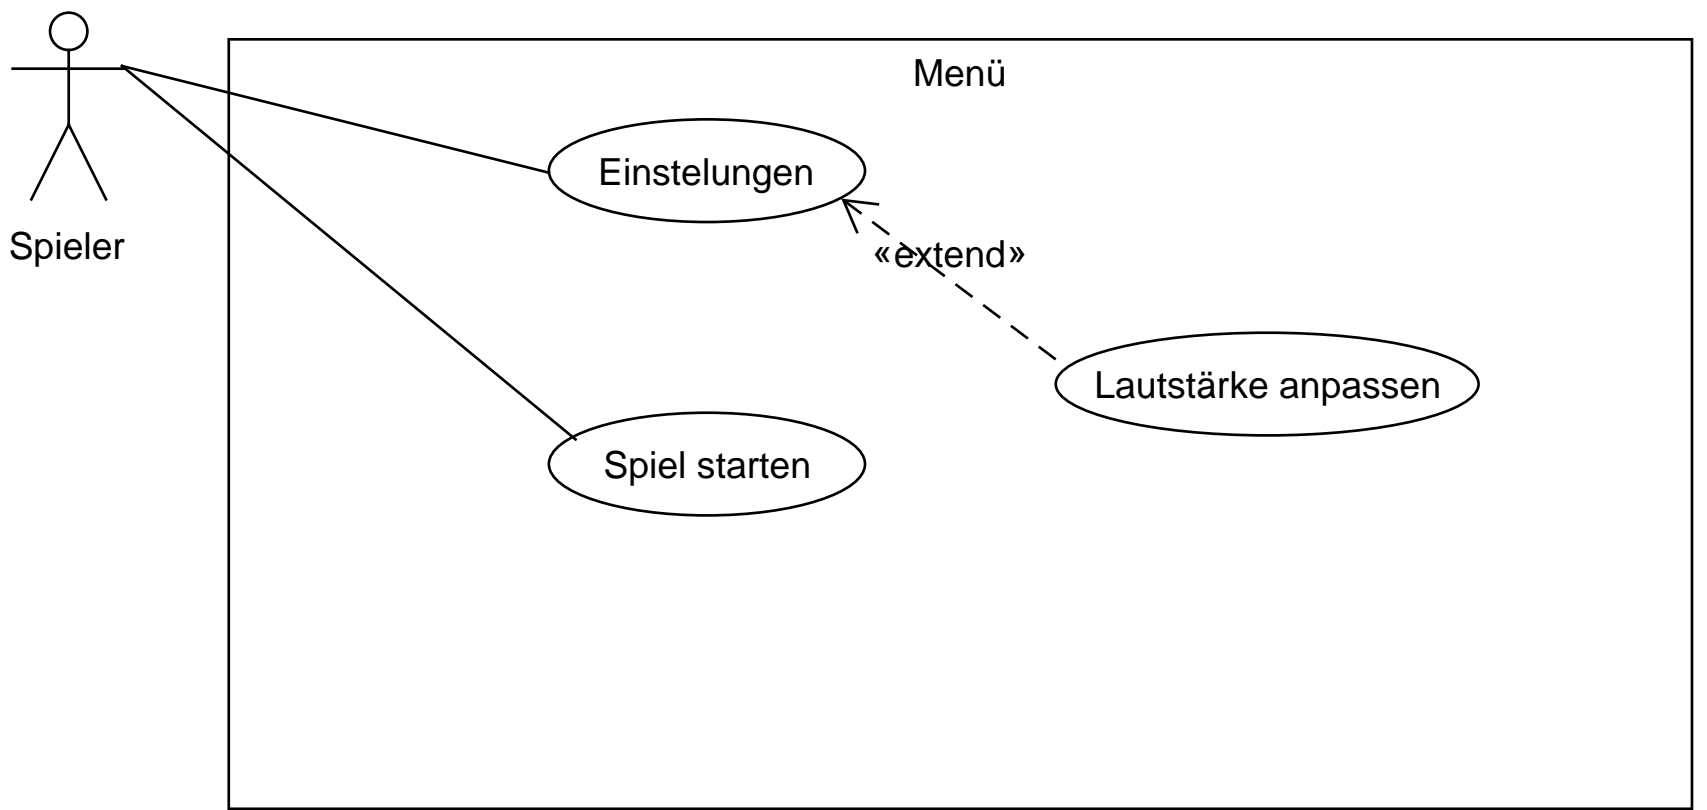 Menü
Einstelungen
Spieler
«extend»
Lautstärke anpassen
Spiel starten